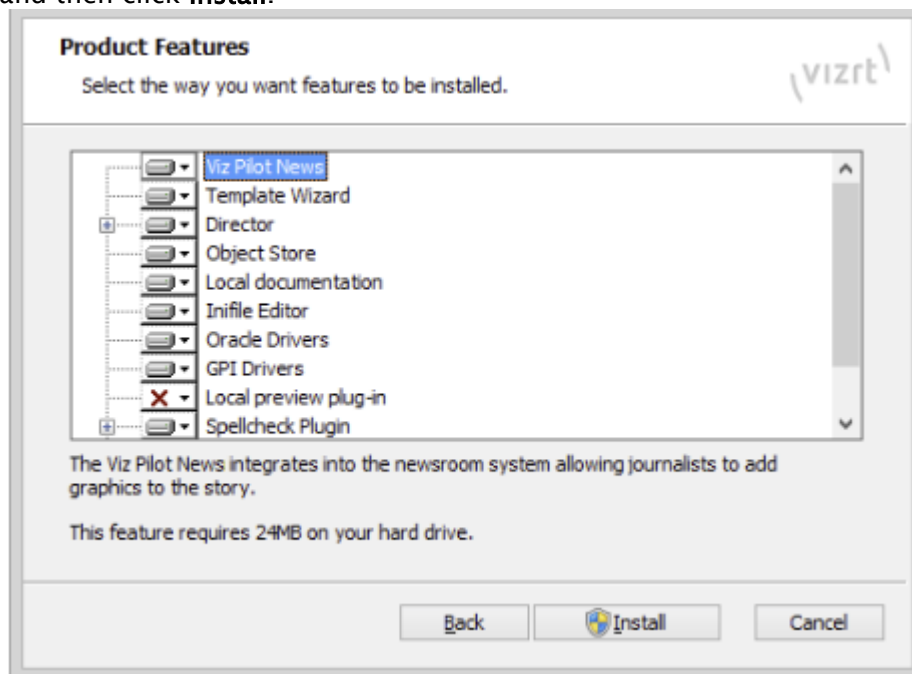 and then click Install.
Product Features
Select the way you want features to be installed.
vizrt
Viz Pilot News
Template Wizard
Director
Object Store
Local documentation
Inifile Editor
Oracle Drivers
GPI Drivers
Local preview plug-in
Spellcheck Plugin
The Viz Pilot News integrates into the newsroom system allowing journalists to add
graphics to the story.
This feature requires 24MB on your hard drive.
Back Install Cancel